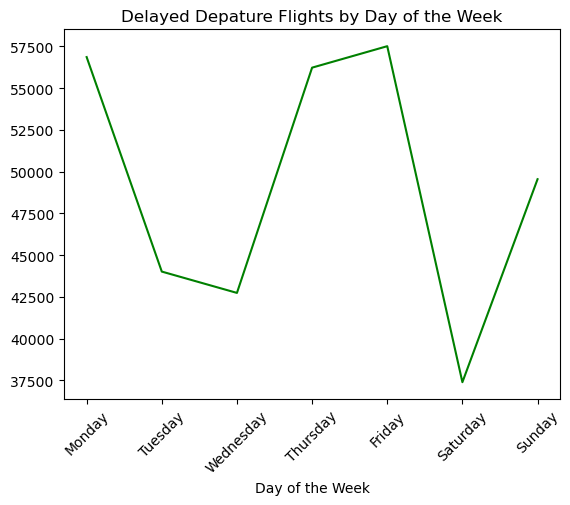 Delayed Depature Flights by Day of the Week
57500
55000
52500
50000
47500
45000
42500
40000
37500
Monday
Tuesday
Wednesday
Thursday
Friday
Saturday
Sunday
Day of the Week